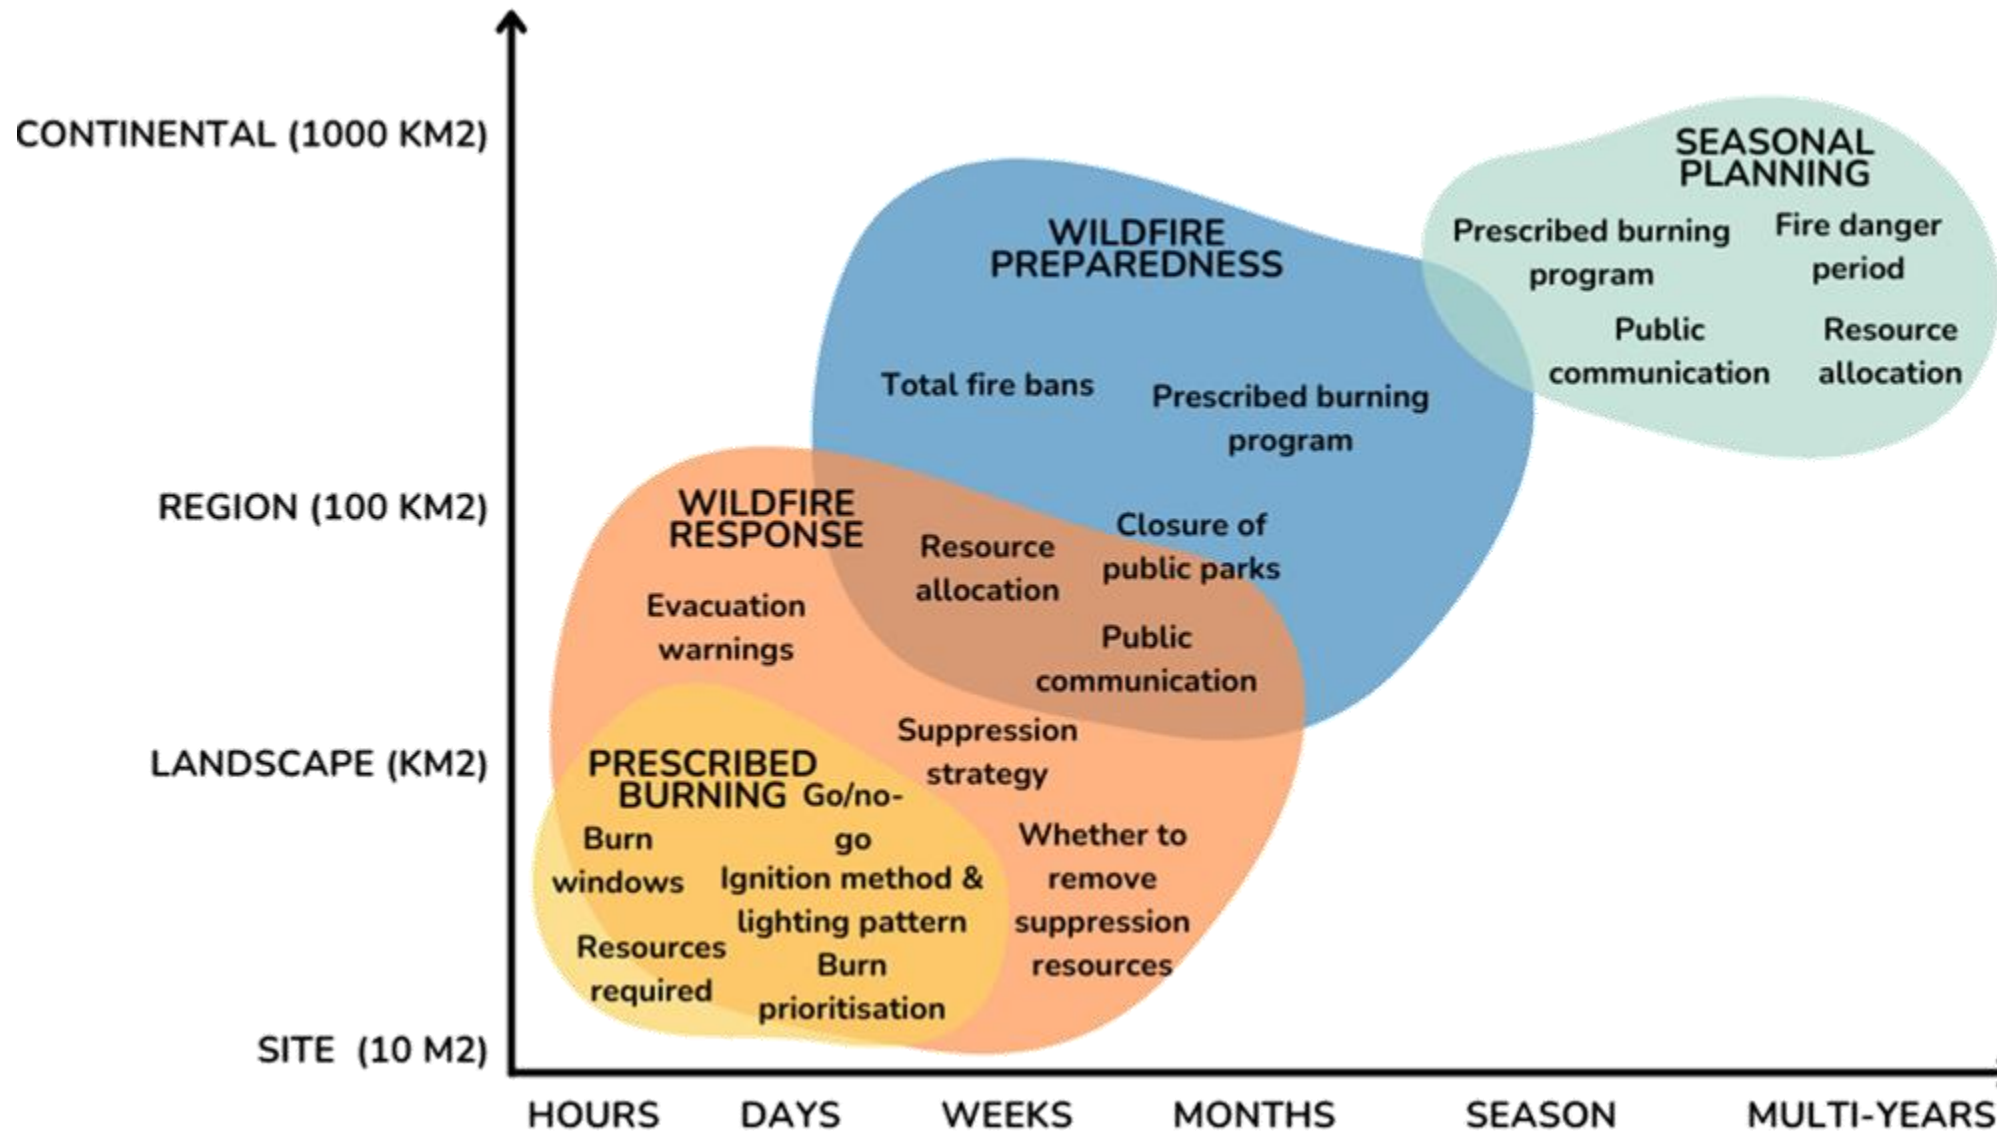 CONTINENTAL (1000 KM2)
REGION (100 KM2)
LANDSCAPE (KM2)
SITE (10 M2)
SEASONAL
PLANNING
Prescribed burning
program
Fire danger
period
Public
communication
Resource
allocation
WILDFIRE
PREPAREDNESS
Total fire bans
Prescribed burning
program
Closure of
public parks
Resource
allocation
Public
communication
WILDFIRE
RESPONSE
Evacuation
warnings
Suppression
strategy
Whether to
remove
suppression
resources
PRESCRIBED
BURNING
Go/no-
go
Burn
windows
Ignition method &
lighting pattern
Resources
required
Burn
prioritisation
HOURS
DAYS
WEEKS
MONTHS
SEASON
MULTI-YEARS